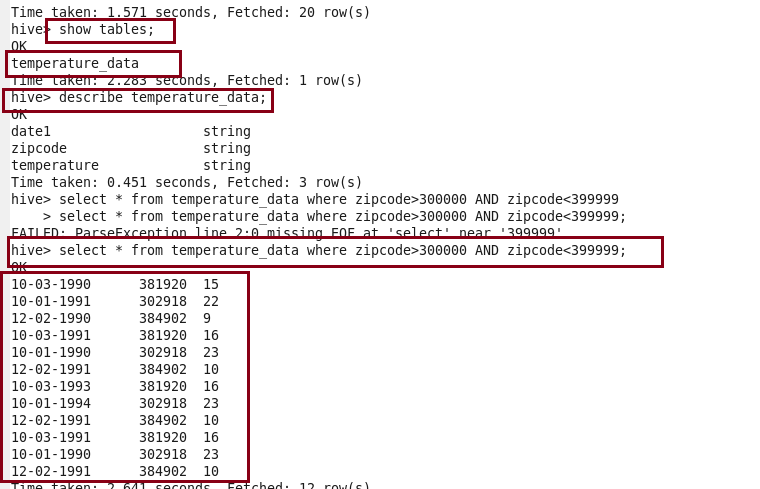 Time taken: 1.571 seconds, Fetched: 20 row(s)
hive> show tables;
OK
temperature_data
Time taken: 2.283 seconds, Fetched: 1 row(s)
hive> describe temperature_data;
OK
date1 string
zipcode string
temperature string
Time taken: 0.451 seconds, Fetched: 3 row(s)
hive> select * from temperature_data where zipcode>300000 AND zipcode<399999
> select * from temperature_data where zipcode>300000 AND zipcode<399999;
FAILED: ParseException line 2:0 missing EOF at 'select' near '399999'
hive> select * from temperature_data where zipcode>300000 AND zipcode<399999;
OK
10-03-1990 381920 15
10-01-1991 302918 22
12-02-1990 384902 9
10-03-1991 381920 16
10-01-1990 302918 23
12-02-1991 384902 10
10-03-1993 381920 16
10-01-1994 302918 23
12-02-1991 384902 10
10-03-1991 381920 16
10-01-1990 302918 23
12-02-1991 384902 10
Time taken: 2.641 seconds, Fetched: 12 row(s)